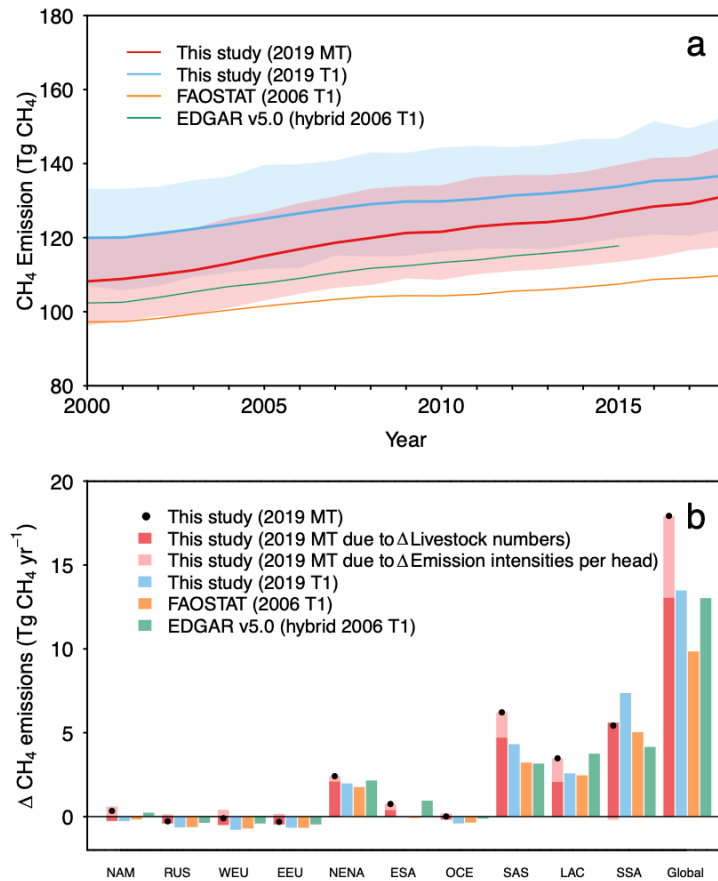 180
160
140
120
100
80
CH₄ Emission (Tg CH₄)
a
This study (2019 MT)
This study (2019 T1)
FAOSTAT (2006 T1)
EDGAR v5.0 (hybrid 2006 T1)
2000 2005 2010 2015
Year
20
15
10
5
0
Δ CH₄ emissions (Tg CH₄ yr⁻¹)
b
This study (2019 MT)
This study (2019 MT due to ΔLivestock numbers)
This study (2019 MT due to ΔEmission intensities per head)
This study (2019 T1)
FAOSTAT (2006 T1)
EDGAR v5.0 (hybrid 2006 T1)
NAM RUS WEU EEU NENA ESA OCE SAS LAC SSA Global